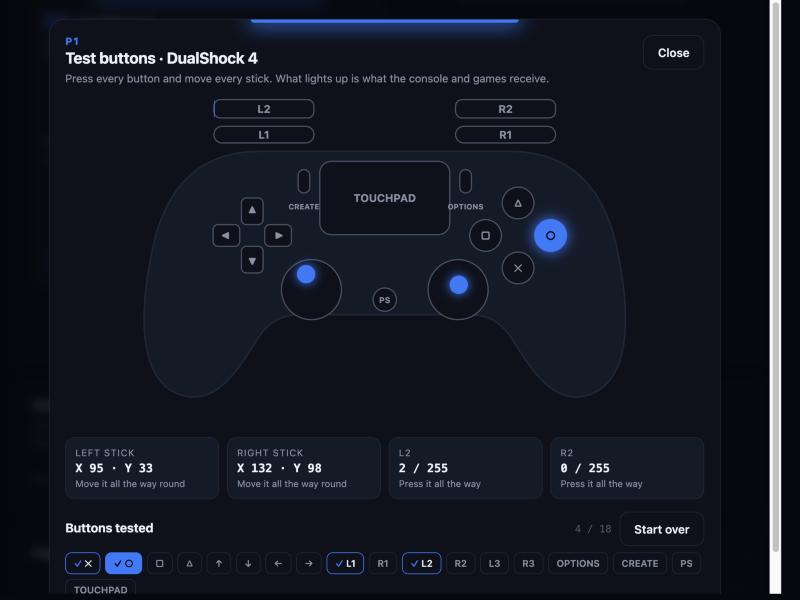 P1
Test buttons · DualShock 4
Close
Press every button and move every stick. What lights up is what the console and games receive.
L2
R2
L1
R1
TOUCHPAD
CREATE
OPTIONS
PS
LEFT STICK
X 95 · Y 33
Move it all the way round
RIGHT STICK
X 132 · Y 98
Move it all the way round
L2
2 / 255
Press it all the way
R2
0 / 255
Press it all the way
Buttons tested
4 / 18
Start over
✓ ✕ ✓ ○ □ △ ↑ ↓ ← → ✓ L1 R1 ✓ L2 R2 L3 R3 OPTIONS CREATE PS
TOUCHPAD